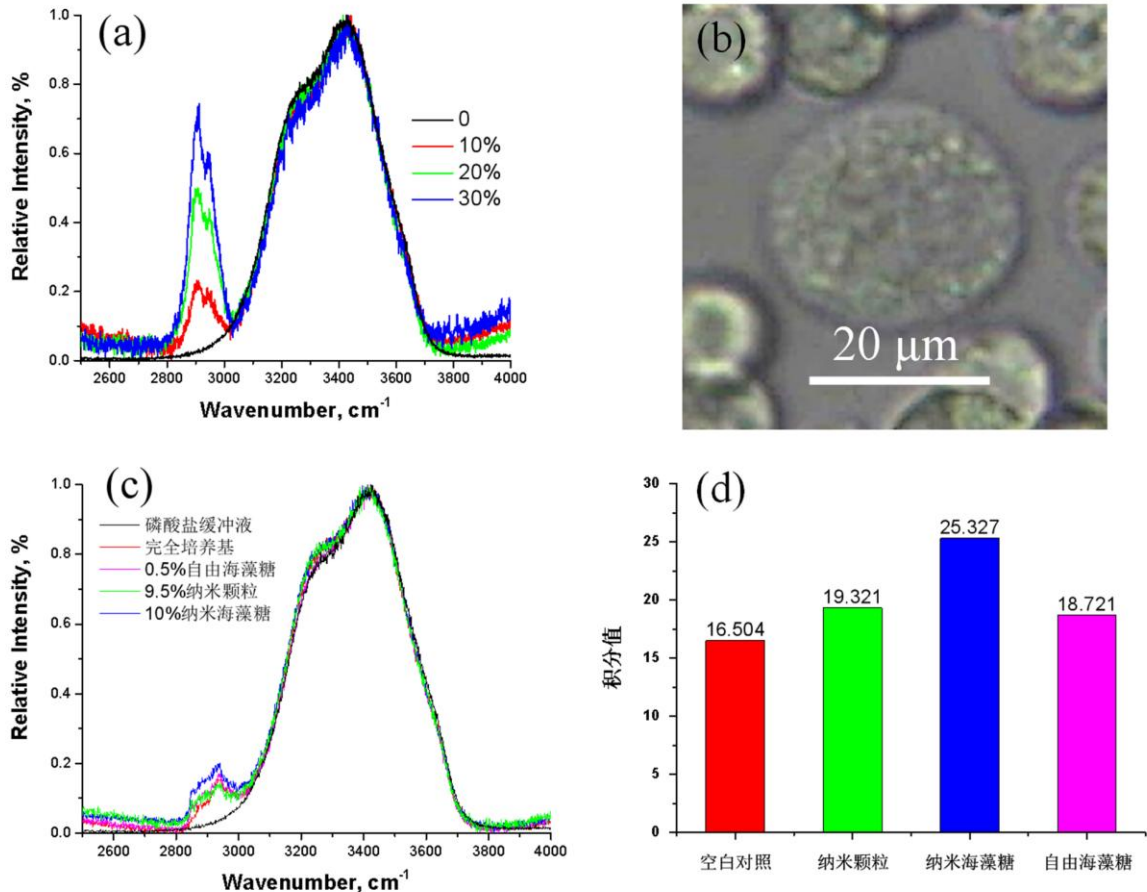 (a)
Relative Intensity, %
1.0
0.8
0.6
0.4
0.2
0.0
0
10%
20%
30%
2600 2800 3000 3200 3400 3600 3800 4000
Wavenumber, cm⁻¹
(b)
20 µm
(c)
Relative Intensity, %
1.0
0.8
0.6
0.4
0.2
0.0
磷酸盐缓冲液
完全培养基
0.5%自由海藻糖
9.5%纳米颗粒
10%纳米海藻糖
2600 2800 3000 3200 3400 3600 3800 4000
Wavenumber, cm⁻¹
(d)
积分值
30
25
20
15
10
5
0
16.504
19.321
25.327
18.721
空白对照 纳米颗粒 纳米海藻糖 自由海藻糖